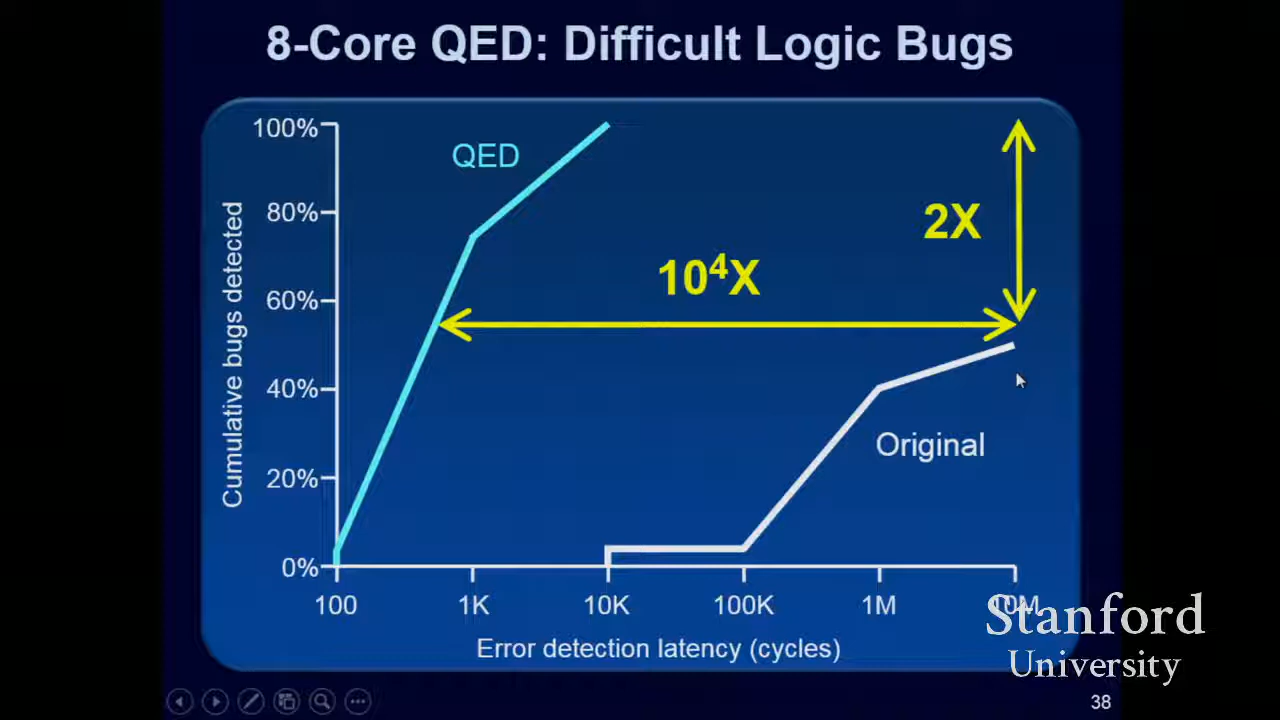 8-Core QED: Difficult Logic Bugs
100%
80%
60%
40%
20%
0%
Cumulative bugs detected
QED
2X
10⁴X
Original
100
1K
10K
100K
1M
10M
Error detection latency (cycles)
Stanford
University
38